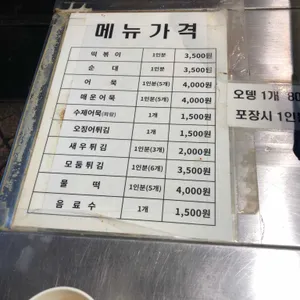 메뉴가격
떡볶이 1인분 3,500원
순대 1인분 3,500원
어묵 1인분(5개) 4,000원
매운어묵 1인분(5개) 4,000원
수제어묵 1개 1,500원
오징어튀김 1개 1,500원
새우튀김 1인분(3개) 2,000원
모둠튀김 1인분(6개) 3,500원
물떡 1인분(5개) 4,000원
음료수 1개 1,500원
오뎅 1개 80
포장시 1인